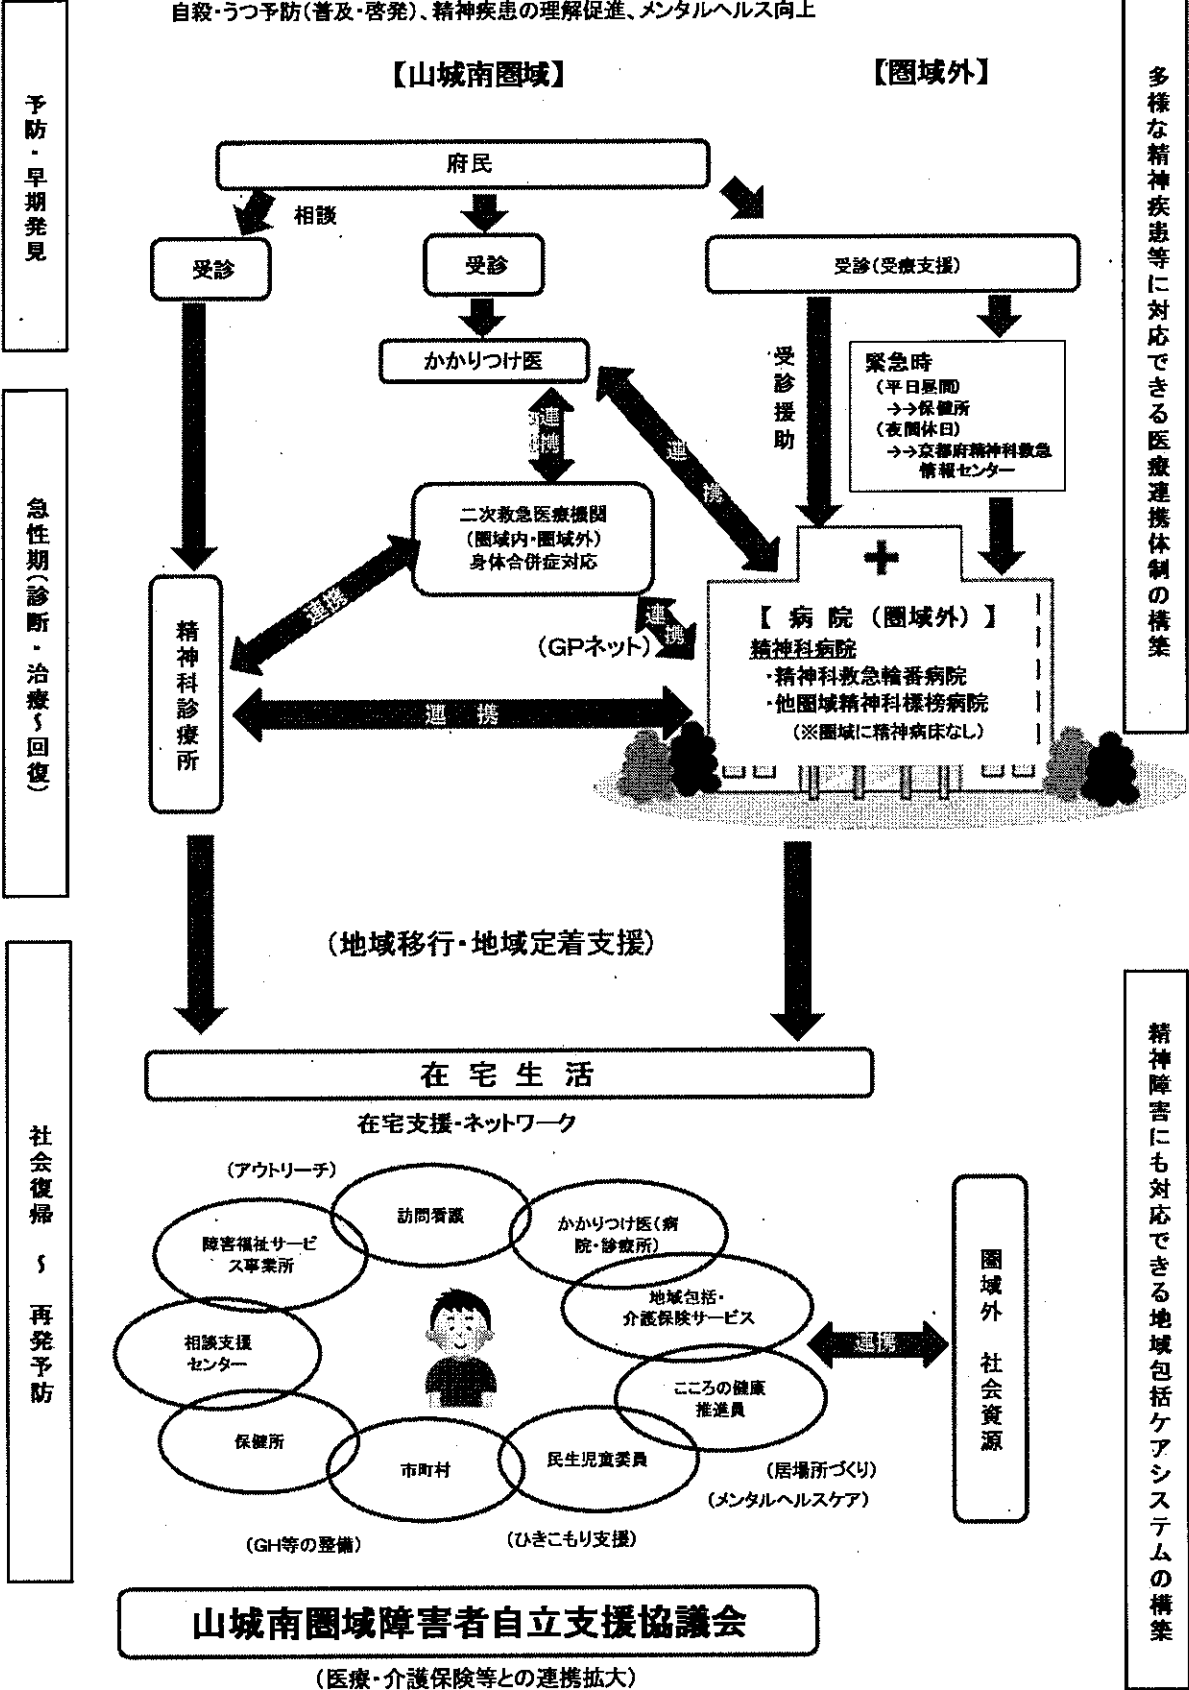 自殺・うつ予防(普及・啓発)、精神疾患の理解促進、メンタルヘルス向上
【山城南圏域】
【圏域外】
予防・早期発見
多様な精神疾患等に対応できる医療連携体制の構築
府民
相談
受診
受診
受診(受療支援)
かかりつけ医
受診援助
緊急時
(平日昼間)
→→保健所
(夜間休日)
→→京都府精神科救急
情報センター
連携
連携
急性期(診断・治療~回復)
二次救急医療機関
(圏域内・圏域外)
身体合併症対応
連携
連携
(GPネット)
精神科診療所
【 病院 (圏域外) 】
精神科病院
・精神科救急輪番病院
・他圏域精神科標榜病院
(※圏域に精神病床なし)
連 携
(地域移行・地域定着支援)
在 宅 生 活
在宅支援・ネットワーク
社会復帰 ~ 再発予防
精神障害にも対応できる地域包括ケアシステムの構築
(アウトリーチ)
訪問看護
かかりつけ医(病
院・診療所)
障害福祉サービ
ス事業所
地域包括・
介護保険サービス
相談支援
センター
連携
圏域外 社会資源
こころの健康
推進員
保健所
市町村
民生児童委員
(居場所づくり)
(メンタルヘルスケア)
(GH等の整備)
(ひきこもり支援)
山城南圏域障害者自立支援協議会
(医療・介護保険等との連携拡大)